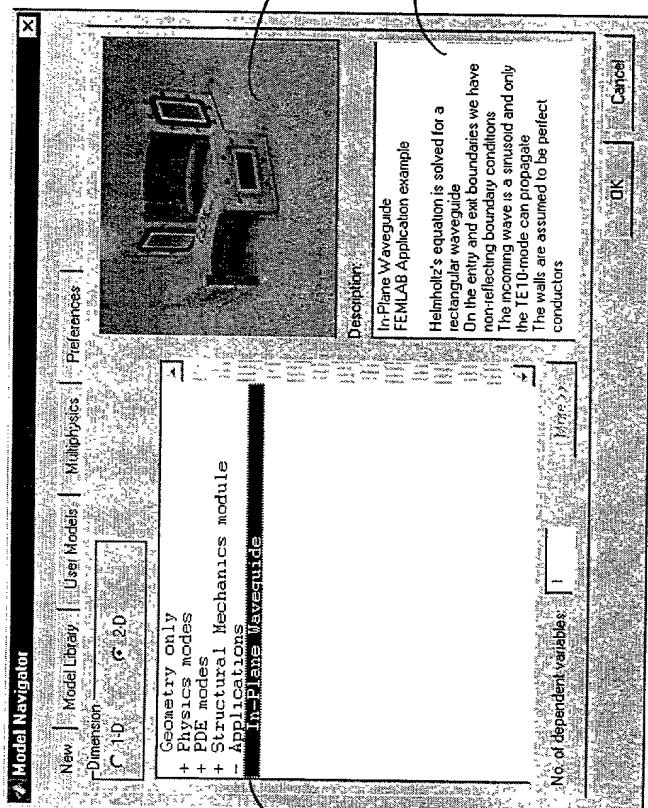 Model Navigator
New Model Library User Models Multiphysics Preferences
Dimension
1-D 2-D
Geometry only
+ Physics modes
+ PDE modes
+ Structural Mechanics module
- Applications
In-Plane Waveguide
Description:
In-Plane Waveguide
FEMLAB Application example
Helmholtz's equation is solved for a
rectangular waveguide
On the entry and exit boundaries we have
non-reflecting boundary conditions
The incoming wave is a sinusoid and only
the TE10-mode can propagate
The walls are assumed to be perfect
conductors
No. of dependent variables: 1
More >>
OK Cancel